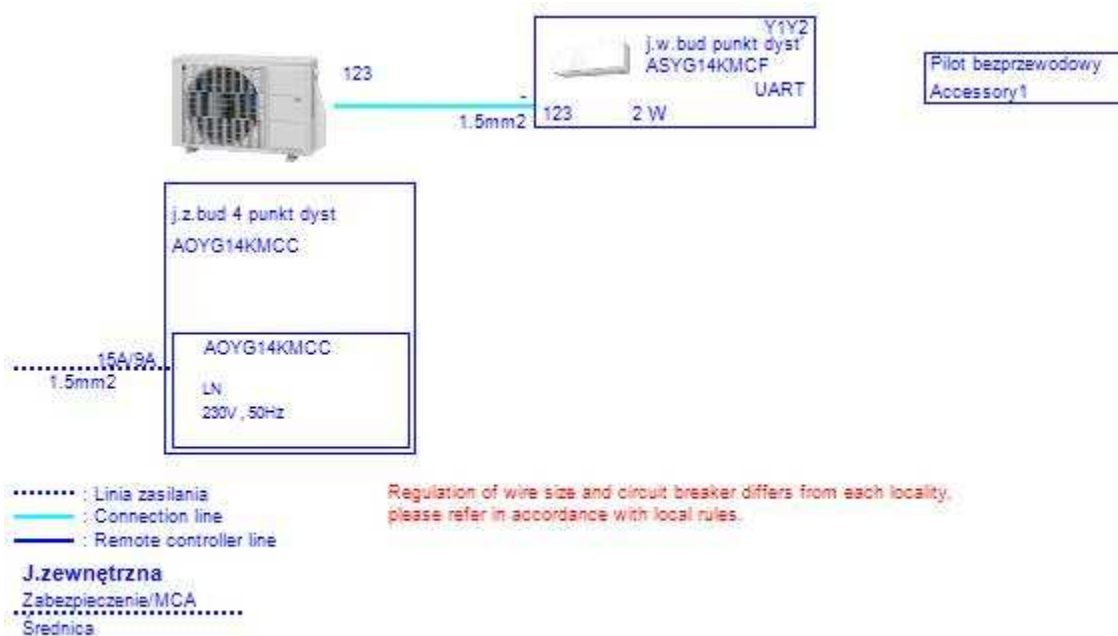 Y1Y2
j.w.bud punkt dyst'
ASYG14KMCF
UART
123
2 W
123
-
1.5mm2
Pilot bezprzewodowy
Accessory1
j.z.bud 4 punkt dyst
AOYG14KMCC
15A/9A
1.5mm2
AOYG14KMCC
LN
230V , 50Hz
: Linia zasilania
: Connection line
: Remote controller line
Regulation of wire size and circuit breaker differs from each locality,
please refer in accordance with local rules.
J.zewnętrzna
Zabezpieczenie/MCA
Średnica